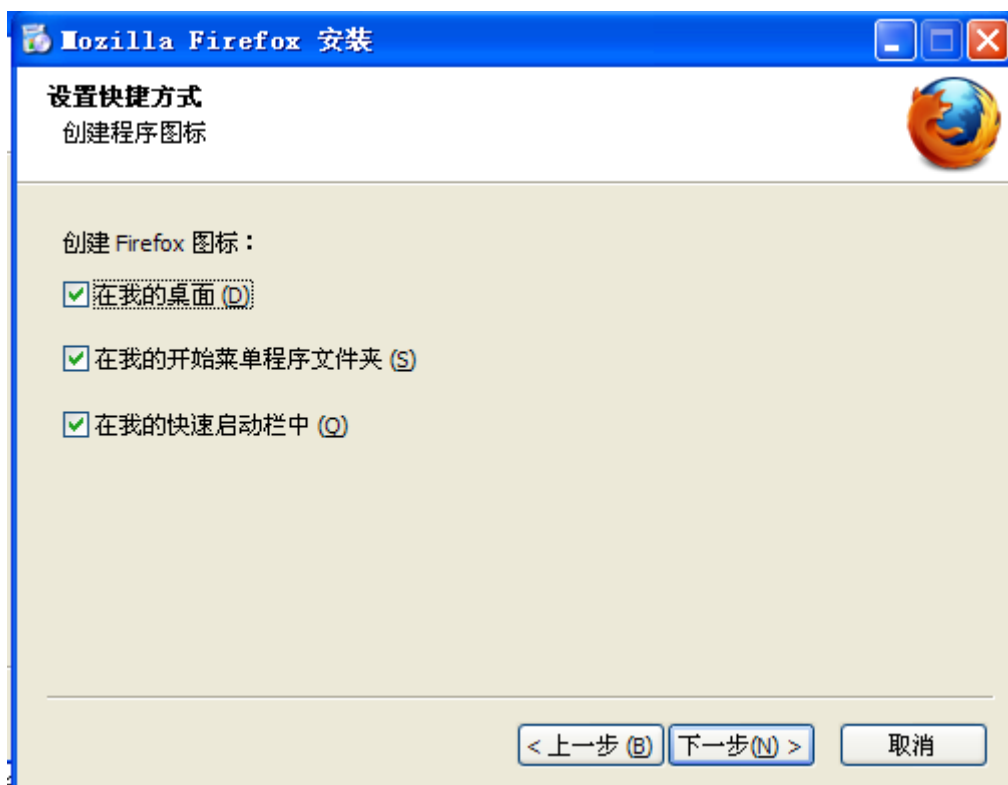 Mozilla Firefox 安装
设置快捷方式
创建程序图标
创建 Firefox 图标：
在我的桌面 (D)
在我的开始菜单程序文件夹 (S)
在我的快速启动栏中 (Q)
< 上一步 (B)
下一步(N) >
取消